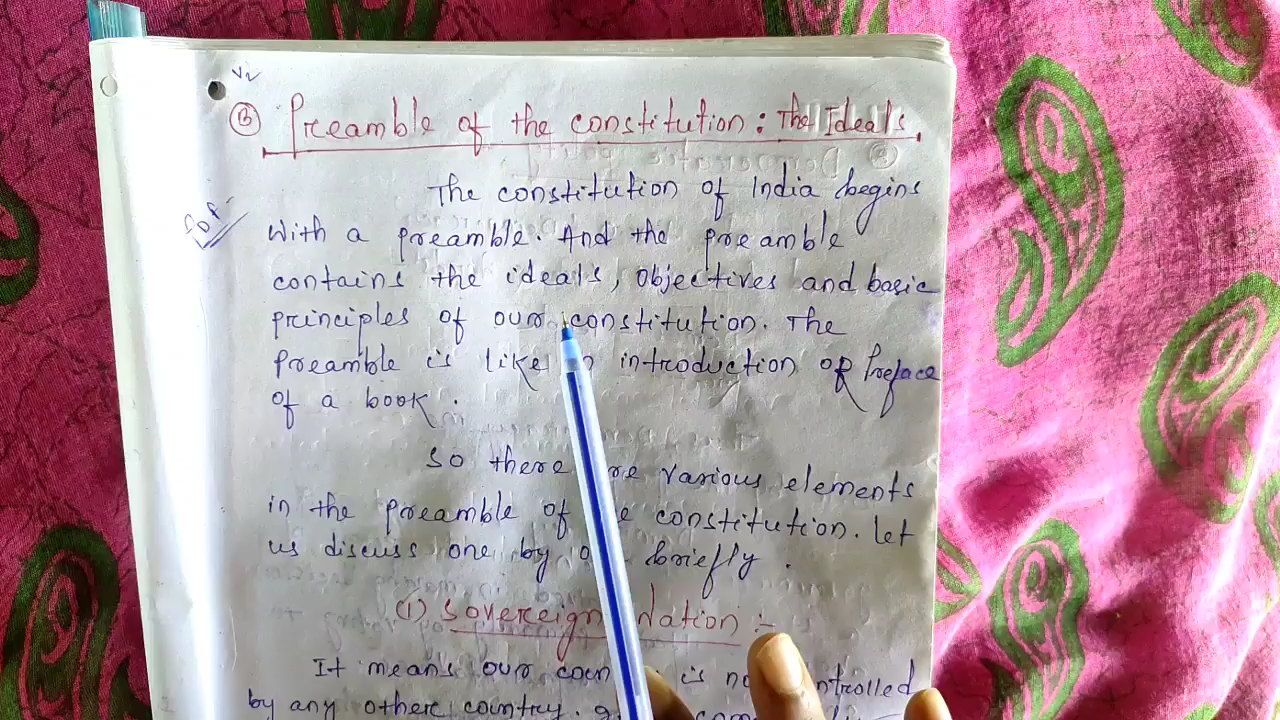 V2
(B) Preamble of the constitution: The Ideals
The constitution of India begins
with a preamble. And the preamble
contains the ideals, objectives and basic
principles of our constitution. The
preamble is like introduction or Preface
of a book.
So there various elements
in the preamble of constitution. let
us discuss one by briefly.
(1) Sovereign Nation :-
It means our is
by any other country.